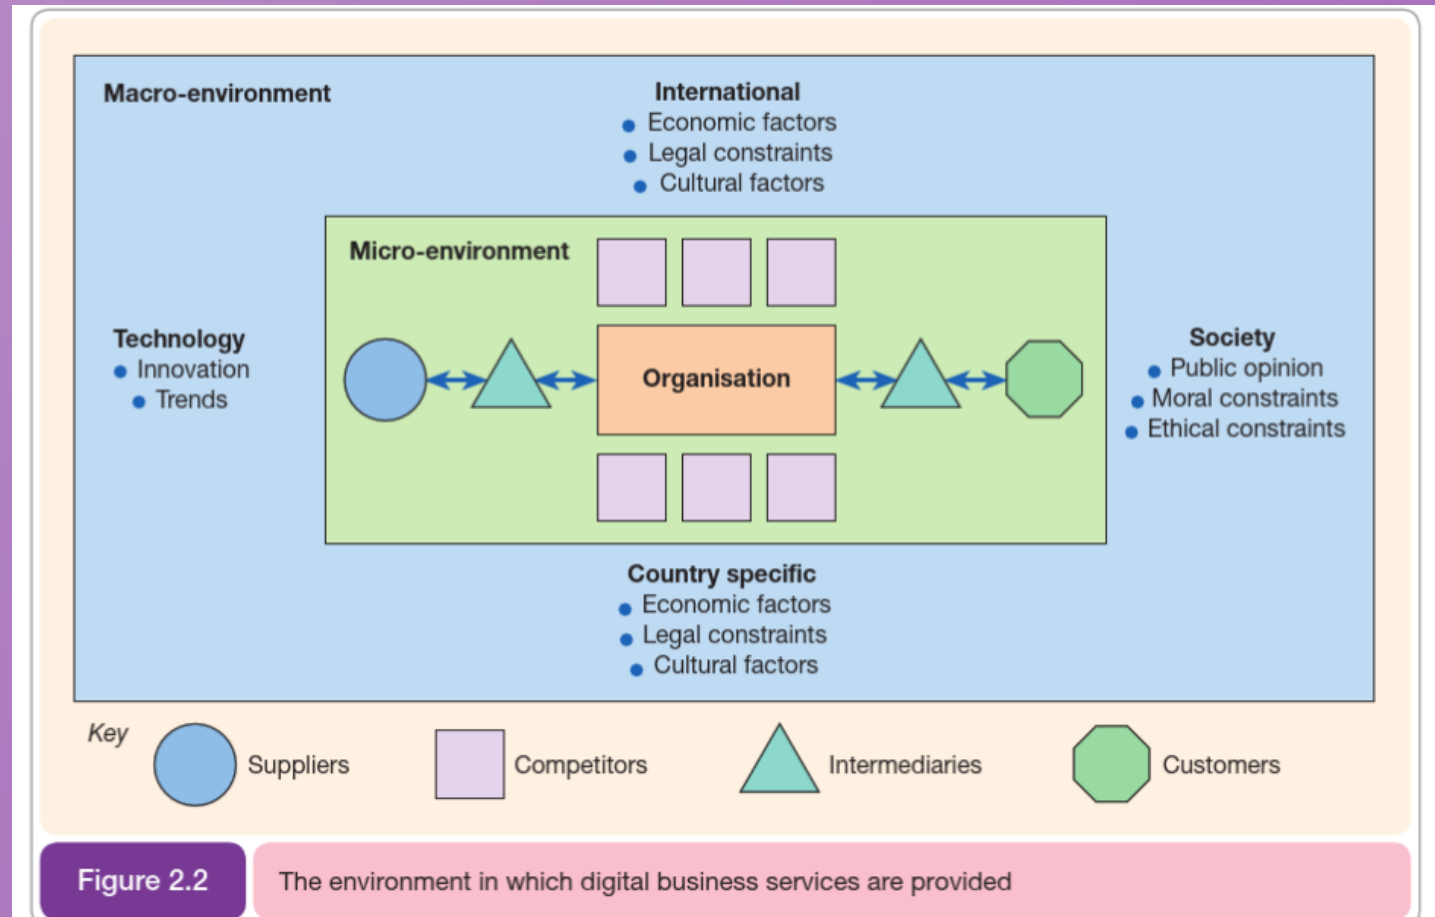 Macro-environment
International
• Economic factors
• Legal constraints
• Cultural factors
Micro-environment
Technology
• Innovation
• Trends
Organisation
Society
• Public opinion
• Moral constraints
• Ethical constraints
Country specific
• Economic factors
• Legal constraints
• Cultural factors
Key
Suppliers
Competitors
Intermediaries
Customers
Figure 2.2
The environment in which digital business services are provided